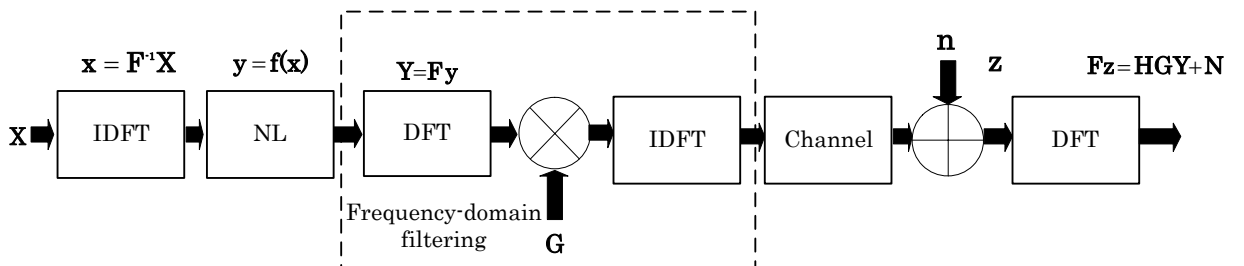 x = F⁻¹X
y = f(x)
Y=Fy
n
z
Fz=HGY+N
X
IDFT
NL
DFT
IDFT
Channel
DFT
Frequency-domain
filtering
G